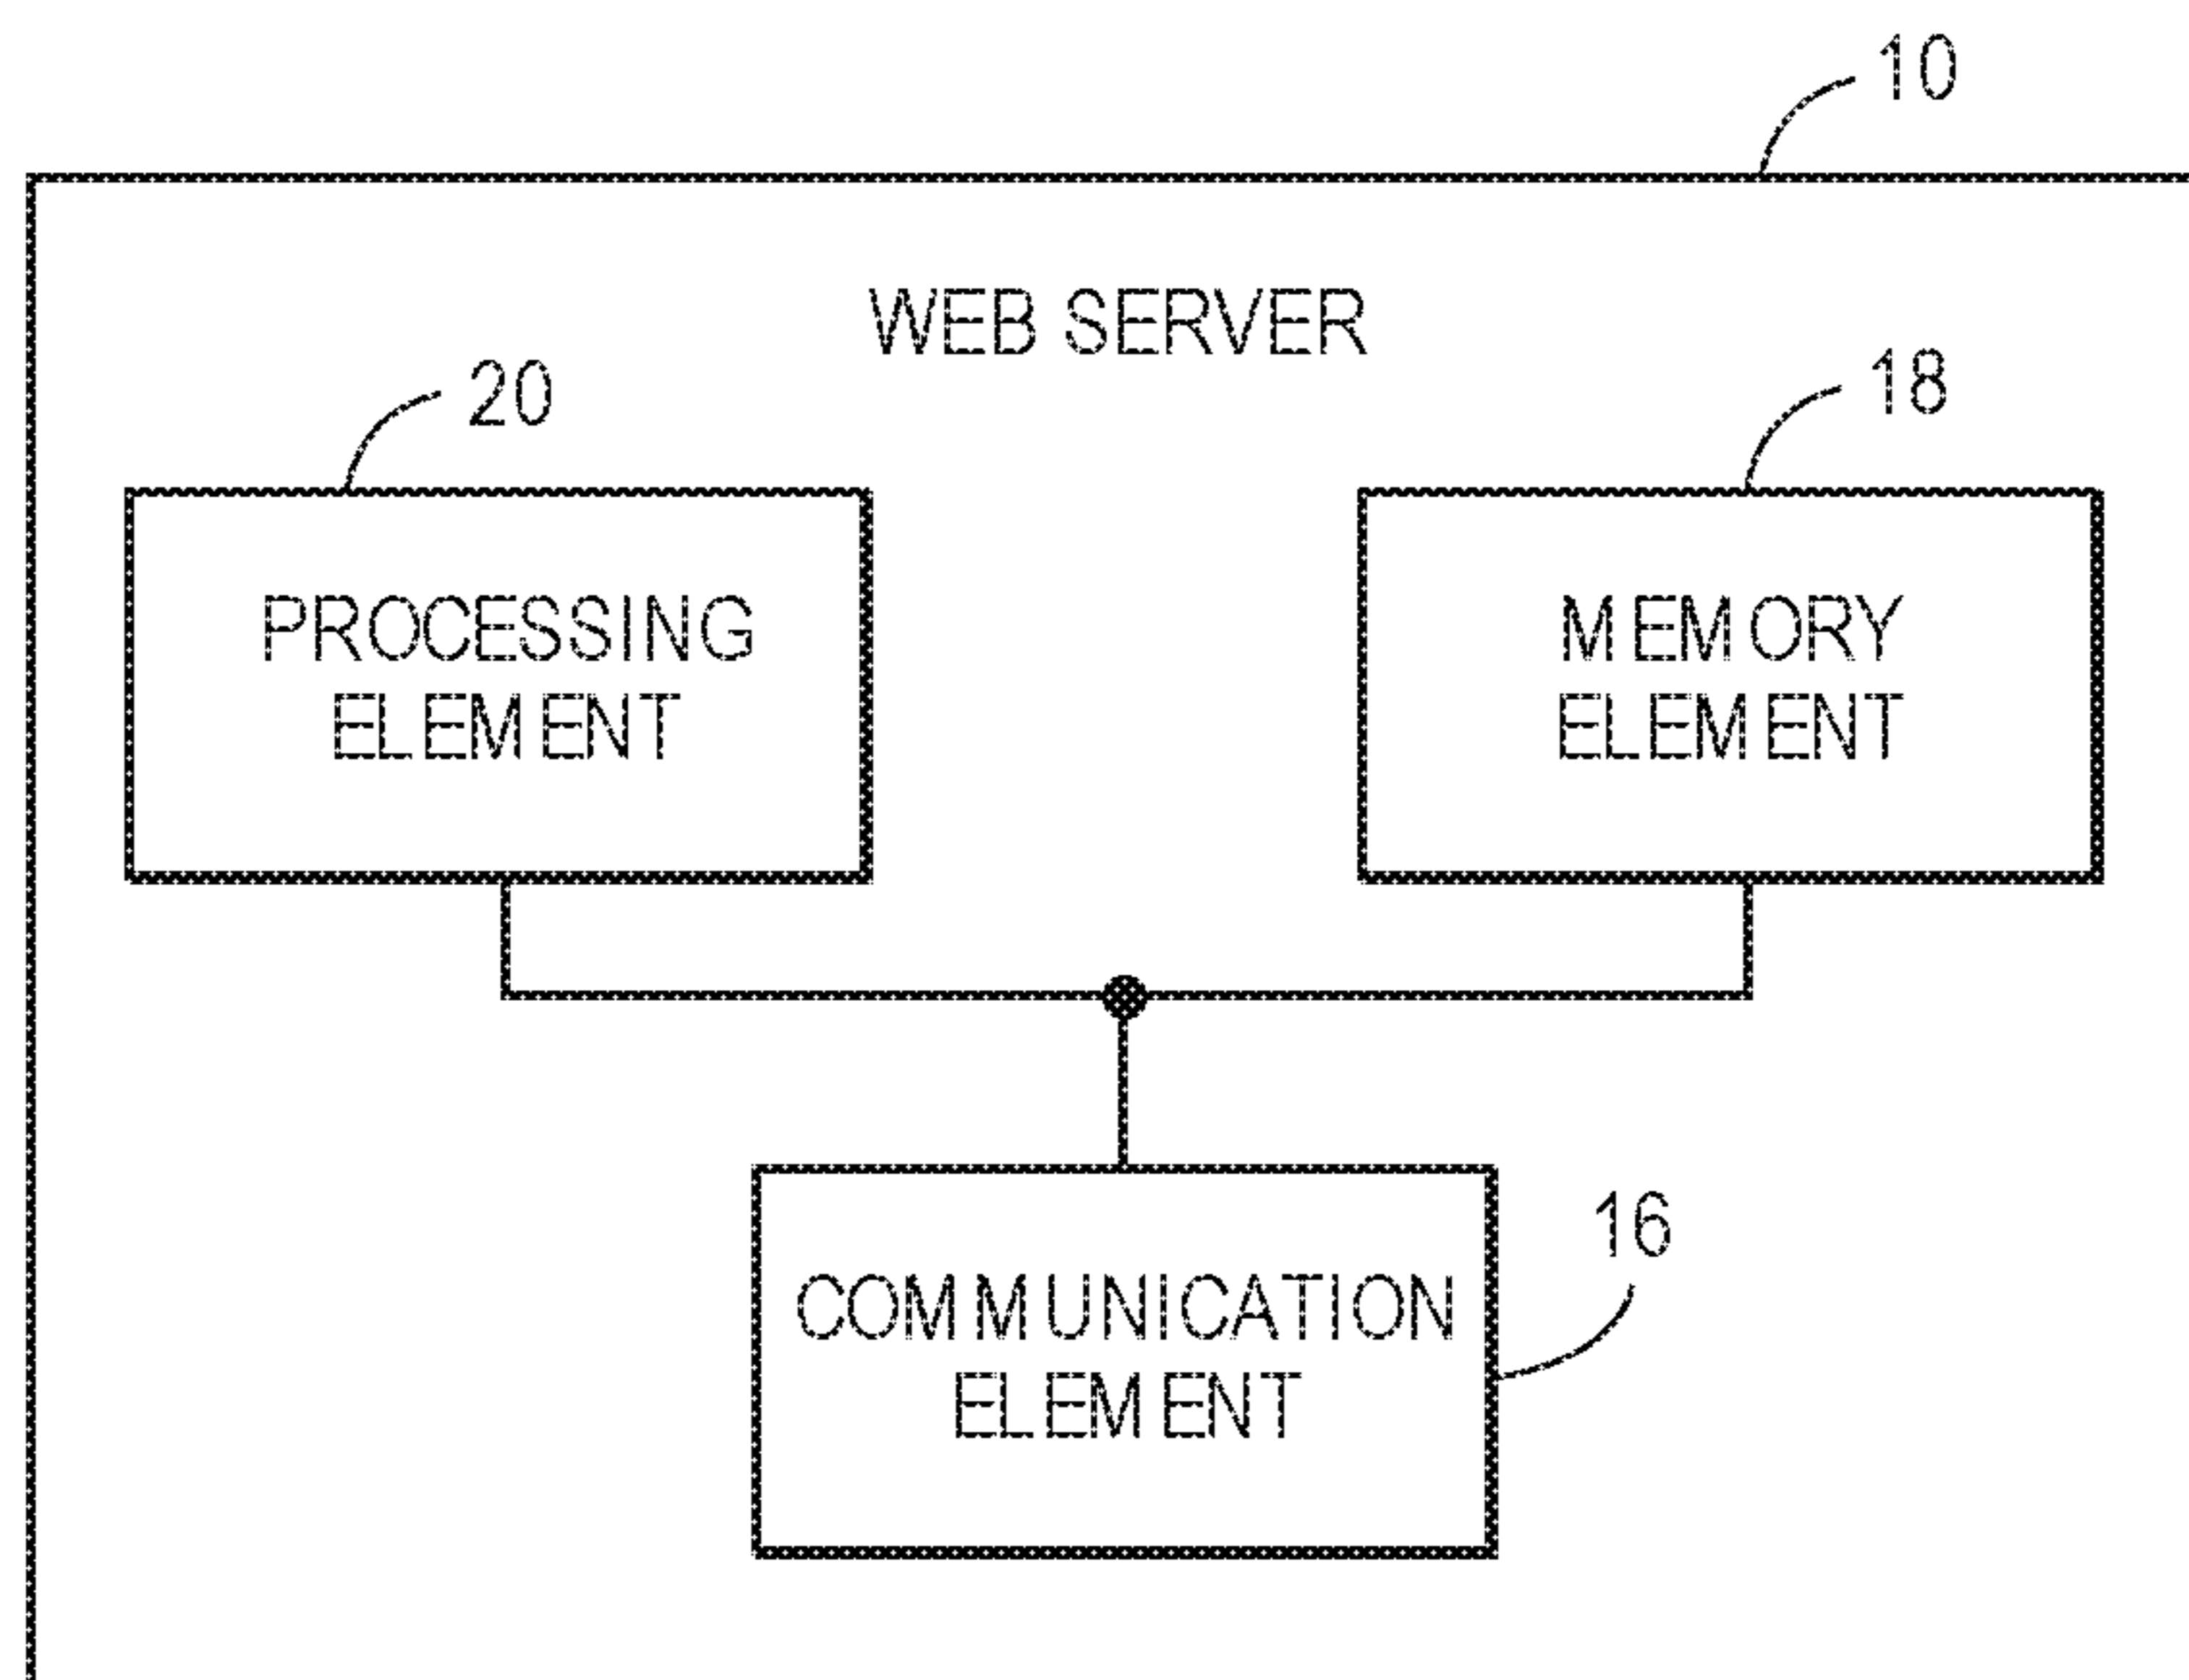 10
WEB SERVER
20
18
PROCESSING
ELEMENT
MEMORY
ELEMENT
16
COMMUNICATION
ELEMENT